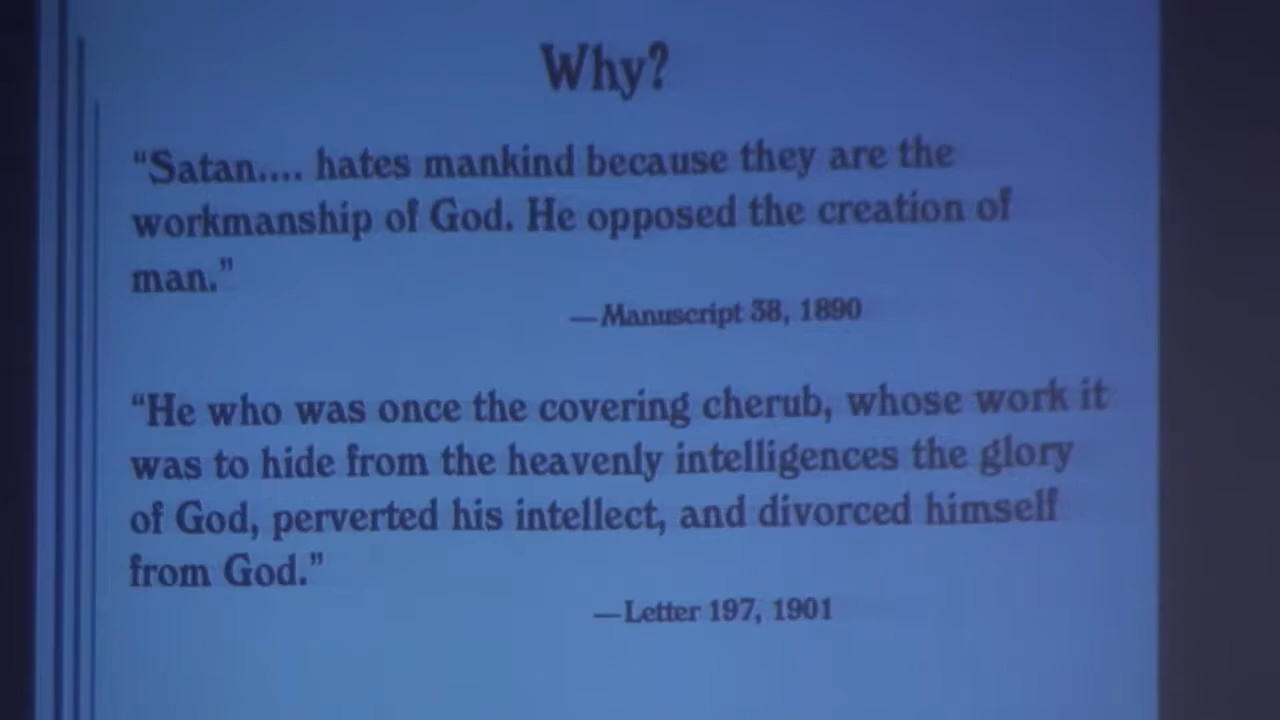 Why?
“Satan.... hates mankind because they are the
workmanship of God. He opposed the creation of
man.”
—Manuscript 38, 1890
“He who was once the covering cherub, whose work it
was to hide from the heavenly intelligences the glory
of God, perverted his intellect, and divorced himself
from God.”
—Letter 197, 1901